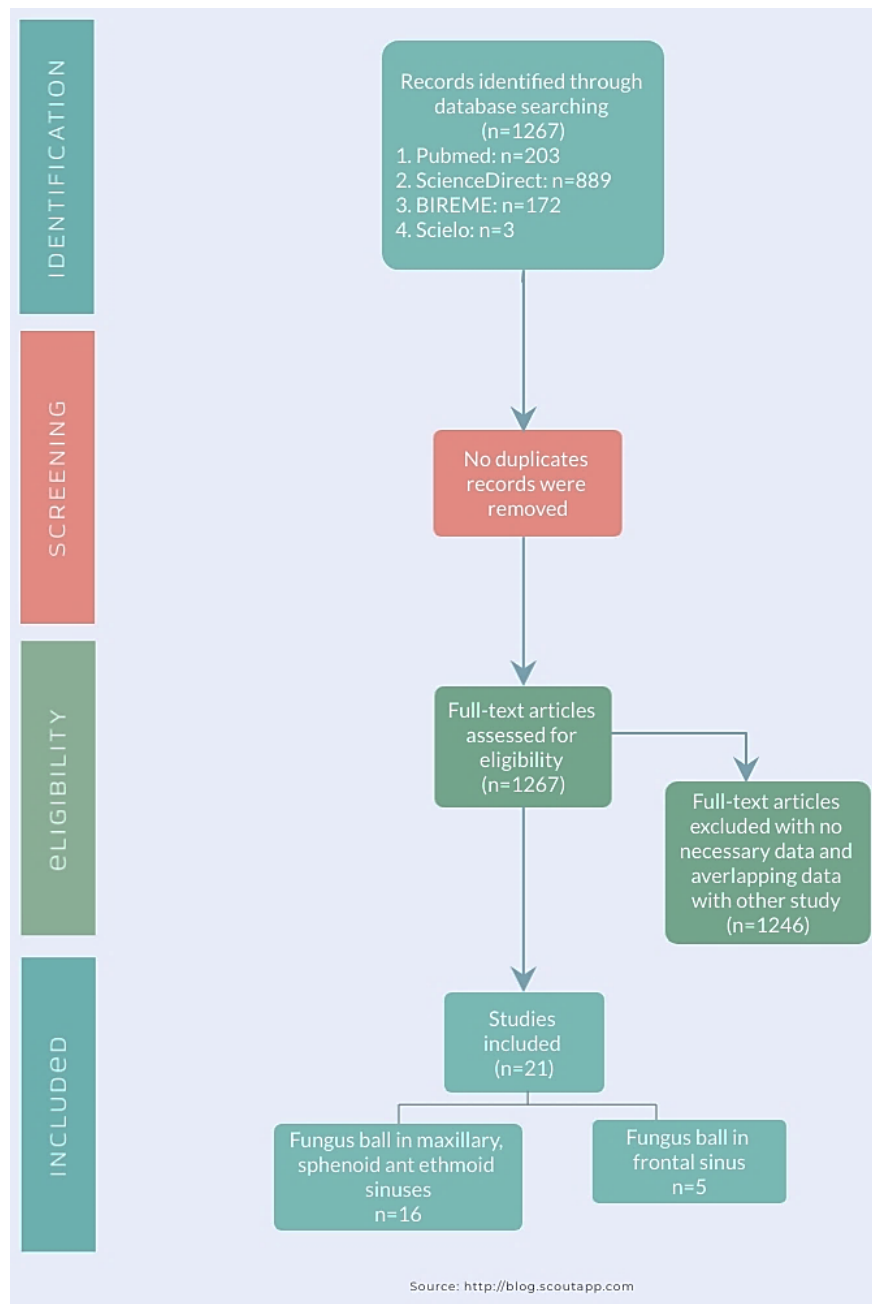 IDENTIFICATION
Records identified through
database searching
(n=1267)
1. Pubmed: n=203
2. ScienceDirect: n=889
3. BIREME: n=172
4. Scielo: n=3
SCREENING
No duplicates
records were
removed
eLIGIBILITY
Full-text articles
assessed for
eligibility
(n=1267)
Full-text articles
excluded with no
necessary data and
averlapping data
with other study
(n=1246)
INCLUDeD
Studies
included
(n=21)
Fungus ball in maxillary,
sphenoid ant ethmoid
sinuses
n=16
Fungus ball in
frontal sinus
n=5
Source: http://blog.scoutapp.com